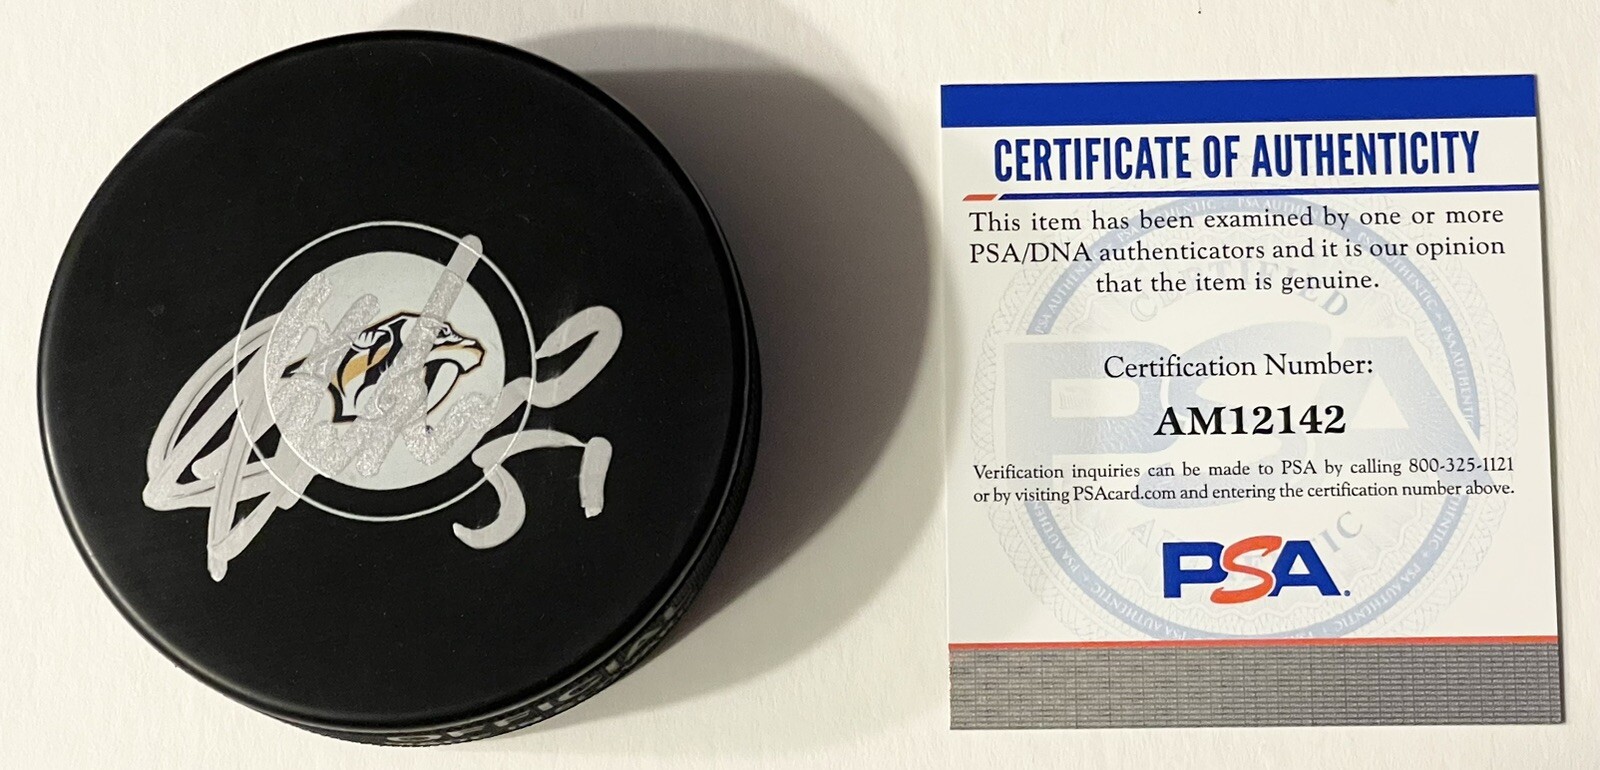 51
OFFICIAL
CERTIFICATE OF AUTHENTICITY
This item has been examined by one or more
PSA/DNA authenticators and it is our opinion
that the item is genuine.
Certification Number:
AM12142
Verification inquiries can be made to PSA by calling 800-325-1121
or by visiting PSAcard.com and entering the certification number above.
PSA